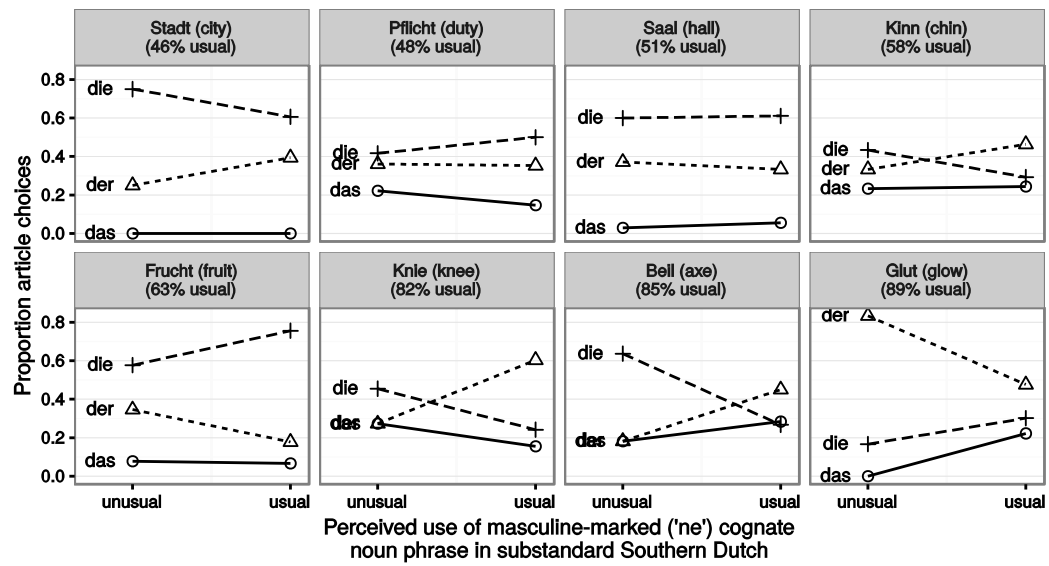 Stadt (city)
(46% usual)
Pflicht (duty)
(48% usual)
Saal (hall)
(51% usual)
Kinn (chin)
(58% usual)
0.8
0.6
0.4
0.2
0.0
die
der
das
die
der
das
die
der
das
die
der
das
Frucht (fruit)
(63% usual)
Knie (knee)
(82% usual)
Beil (axe)
(85% usual)
Glut (glow)
(89% usual)
0.8
0.6
0.4
0.2
0.0
die
der
das
die
das
die
das
der
die
das
unusual usual
unusual usual
unusual usual
unusual usual
Proportion article choices
Perceived use of masculine-marked ('ne') cognate
noun phrase in substandard Southern Dutch